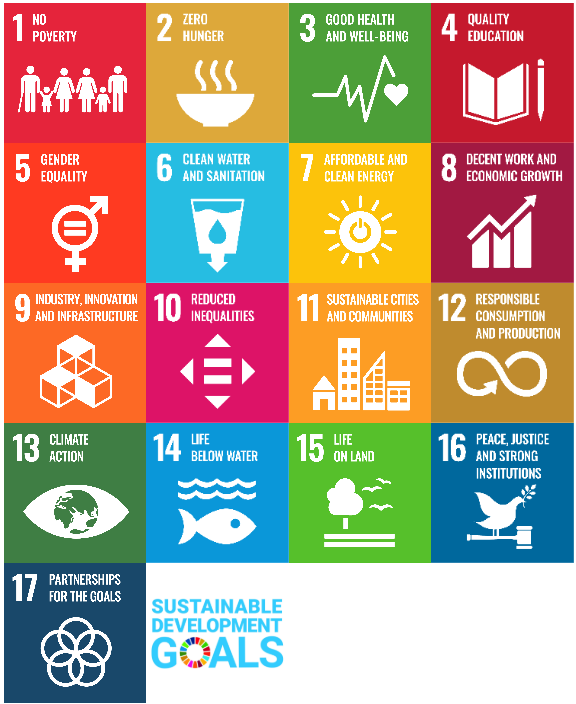 1 NO
POVERTY
2 ZERO
HUNGER
3 GOOD HEALTH
AND WELL-BEING
4 QUALITY
EDUCATION
5 GENDER
EQUALITY
6 CLEAN WATER
AND SANITATION
7 AFFORDABLE AND
CLEAN ENERGY
8 DECENT WORK AND
ECONOMIC GROWTH
9 INDUSTRY, INNOVATION
AND INFRASTRUCTURE
10 REDUCED
INEQUALITIES
11 SUSTAINABLE CITIES
AND COMMUNITIES
12 RESPONSIBLE
CONSUMPTION
AND PRODUCTION
13 CLIMATE
ACTION
14 LIFE
BELOW WATER
15 LIFE
ON LAND
16 PEACE, JUSTICE
AND STRONG
INSTITUTIONS
17 PARTNERSHIPS
FOR THE GOALS
SUSTAINABLE
DEVELOPMENT
GOALS